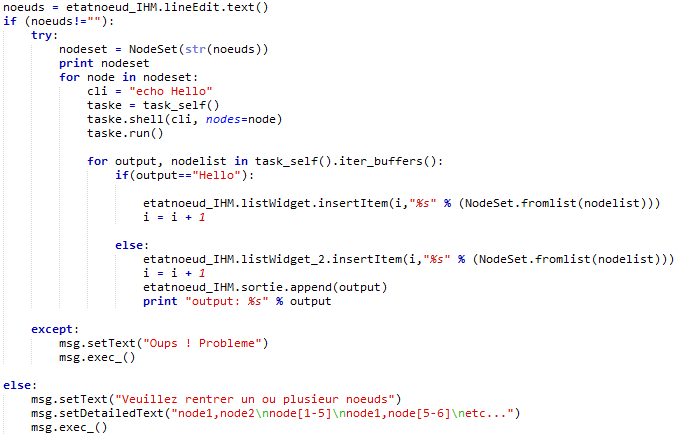 noeuds = etatnoeud_IHM.lineEdit.text()
if (noeuds!=""):
    try:
        nodeset = NodeSet(str(noeuds))
        print nodeset
        for node in nodeset:
            cli = "echo Hello"
            taske = task_self()
            taske.shell(cli, nodes=node)
            taske.run()

            for output, nodelist in task_self().iter_buffers():
                if(output=="Hello"):

                    etatnoeud_IHM.listWidget.insertItem(i,"%s" % (NodeSet.fromlist(nodelist)))
                    i = i + 1

                else:
                    etatnoeud_IHM.listWidget_2.insertItem(i,"%s" % (NodeSet.fromlist(nodelist)))
                    i = i + 1
                    etatnoeud_IHM.sortie.append(output)
                    print "output: %s" % output

    except:
        msg.setText("Oups ! Probleme")
        msg.exec_()

else:
    msg.setText("Veuillez rentrer un ou plusieur noeuds")
    msg.setDetailedText("node1,node2\nnode[1-5]\nnode1,node[5-6]\netc...")
    msg.exec_()